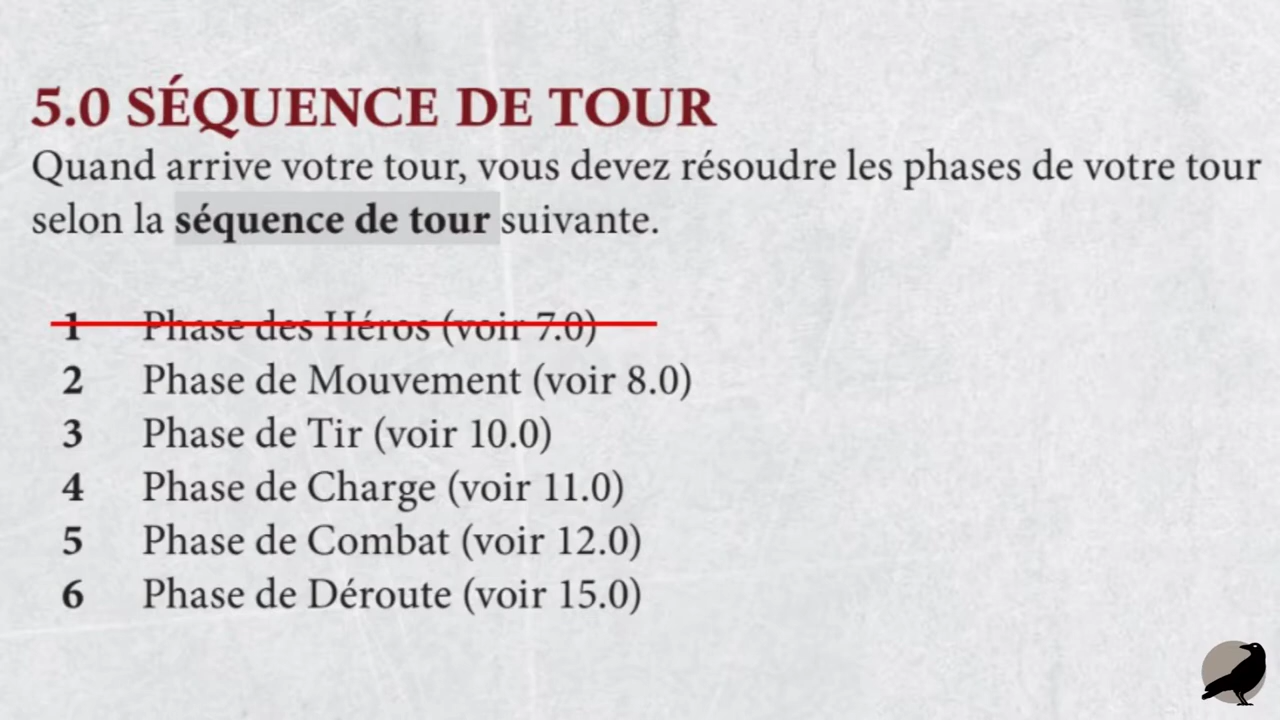 5.0 SÉQUENCE DE TOUR
Quand arrive votre tour, vous devez résoudre les phases de votre tour
selon la séquence de tour suivante.
1 Phase des Héros (voir 7.0)
2 Phase de Mouvement (voir 8.0)
3 Phase de Tir (voir 10.0)
4 Phase de Charge (voir 11.0)
5 Phase de Combat (voir 12.0)
6 Phase de Déroute (voir 15.0)